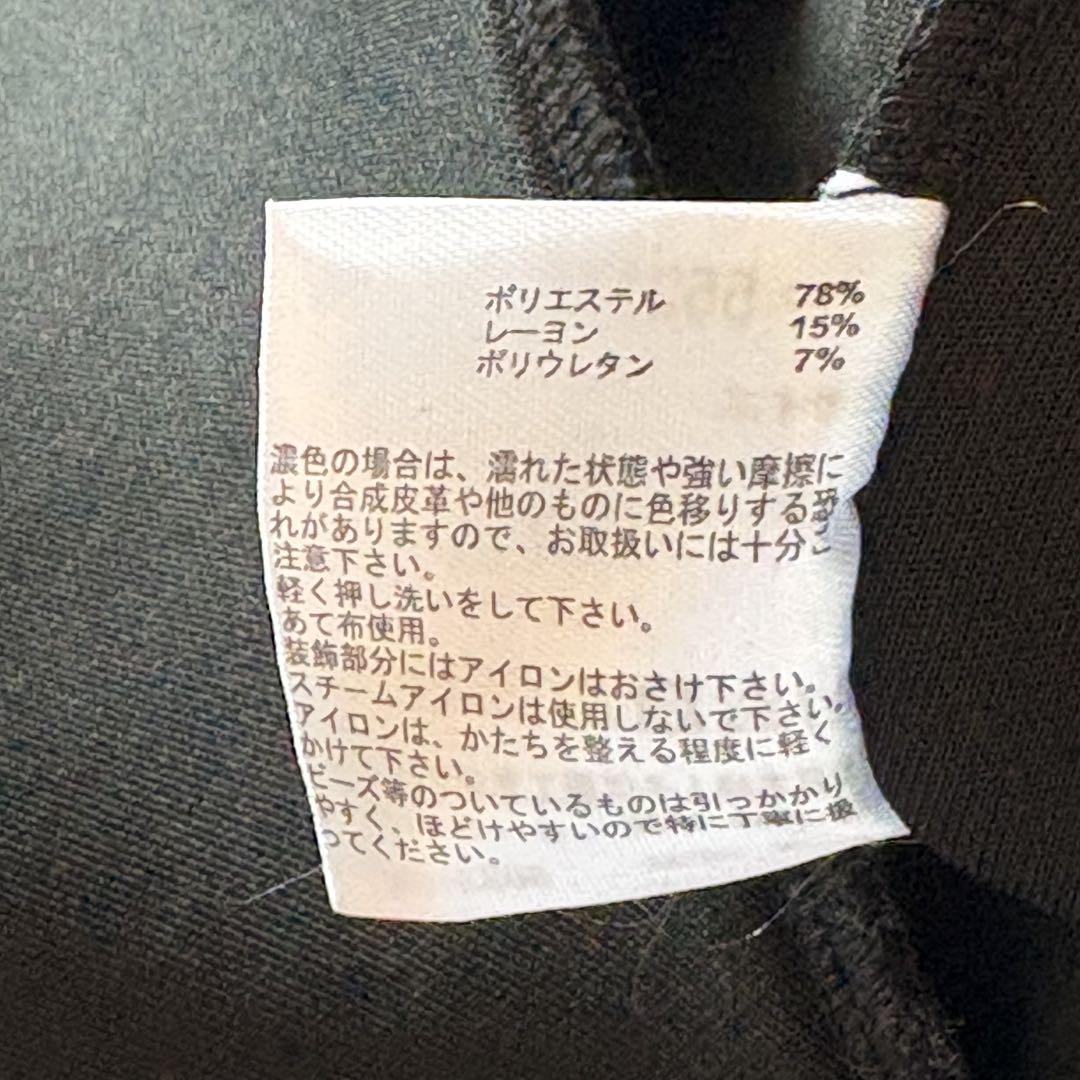 ポリエステル 78%
レーヨン 15%
ポリウレタン 7%
濃色の場合は、濡れた状態や強い摩擦に
より合成皮革や他のものに色移りする恐
れがありますので、お取扱いには十分ご
注意下さい。
軽く押し洗いをして下さい。
あて布使用。
装飾部分にはアイロンはおさけ下さい。
スチームアイロンは使用しないで下さい。
アイロンは、かたちを整える程度に軽く
かけて下さい。
ビーズ等のついているものは引っかかり
やすく、ほどけやすいので特に丁寧に扱
ってください。